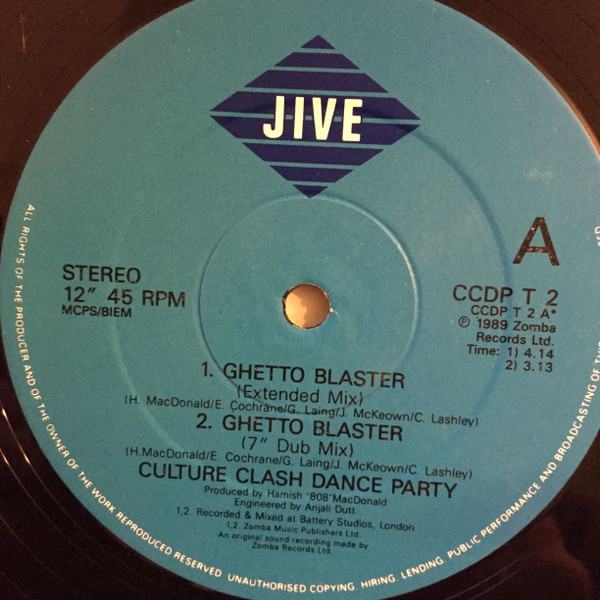 JIVE
A
STEREO
12" 45 RPM
MCPS/BIEM
CCDP T 2
CCDP T 2 A*
℗ 1989 Zomba
Records Ltd.
Time: 1) 4.14
2) 3.13
1. GHETTO BLASTER
(Extended Mix)
(H. MacDonald/E. Cochrane/G. Laing/J. McKeown/C. Lashley)
2. GHETTO BLASTER
(7" Dub Mix)
(H.MacDonald/E. Cochrane/G. Laing/J. McKeown/C. Lashley)
CULTURE CLASH DANCE PARTY
Produced by Hamish '808' MacDonald
Engineered by Anjali Dutt
1,2. Recorded & Mixed at Battery Studios, London
1,2 Zomba Music Publishers Ltd.
An original sound recording made by
Zomba Records Ltd.
ALL RIGHTS OF THE PRODUCER AND OF THE OWNER OF THE WORK REPRODUCED RESERVED. UNAUTHORISED COPYING, HIRING, LENDING, PUBLIC PERFORMANCE AND BROADCASTING OF THIS